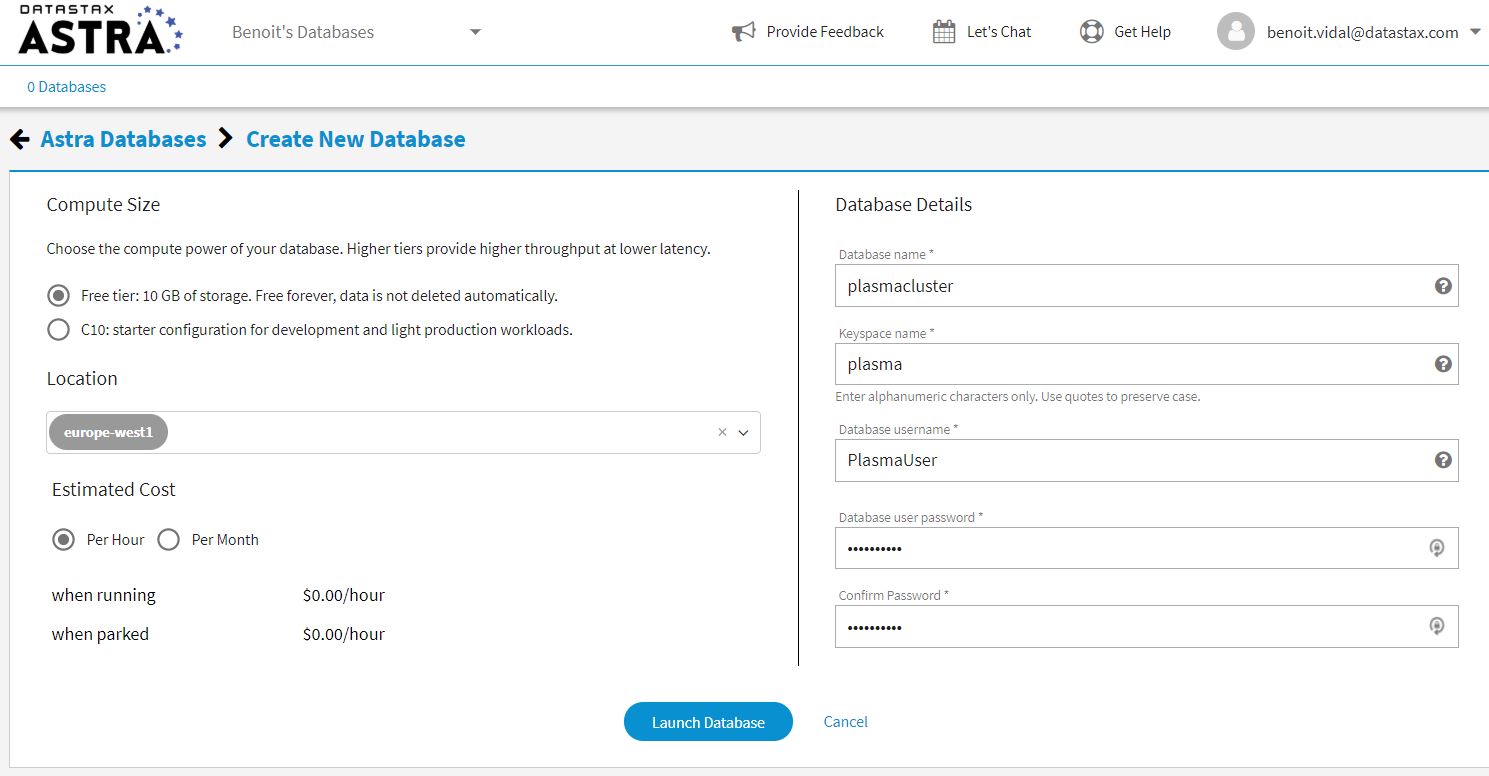 DATASTAX
ASTRA
Benoit's Databases
Provide Feedback
Let's Chat
Get Help
benoit.vidal@datastax.com
0 Databases
Astra Databases
Create New Database
Compute Size
Choose the compute power of your database. Higher tiers provide higher throughput at lower latency.
Free tier: 10 GB of storage. Free forever, data is not deleted automatically.
C10: starter configuration for development and light production workloads.
Location
europe-west1
Estimated Cost
Per Hour
Per Month
when running $0.00/hour
when parked $0.00/hour
Database Details
Database name *
plasmacluster
Keyspace name *
plasma
Enter alphanumeric characters only. Use quotes to preserve case.
Database username *
PlasmaUser
Database user password *
••••••••••
Confirm Password *
••••••••••
Launch Database
Cancel